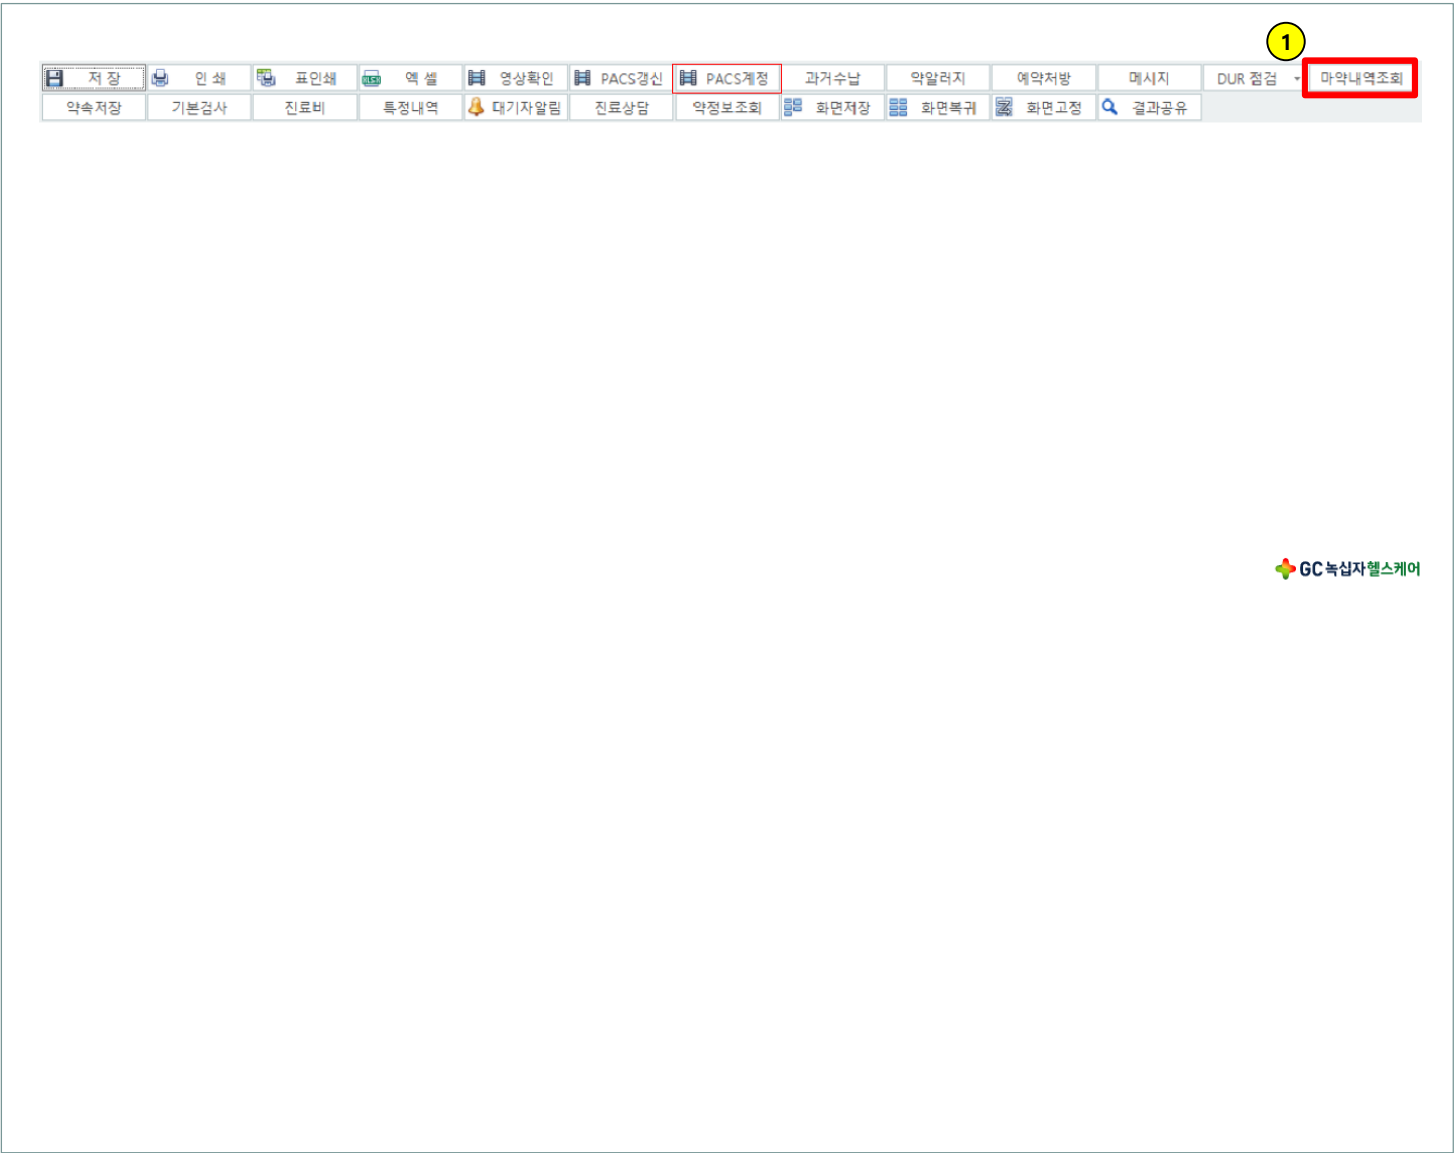 1
저 장 인 쇄 표인쇄 엑 셀 영상확인 PACS갱신 PACS계정 과거수납 약알러지 예약처방 메시지 DUR 점검 마약내역조회
약속저장 기본검사 진료비 특정내역 대기자알림 진료상담 약정보조회 화면저장 화면복귀 화면고정 결과공유
GC녹십자헬스케어